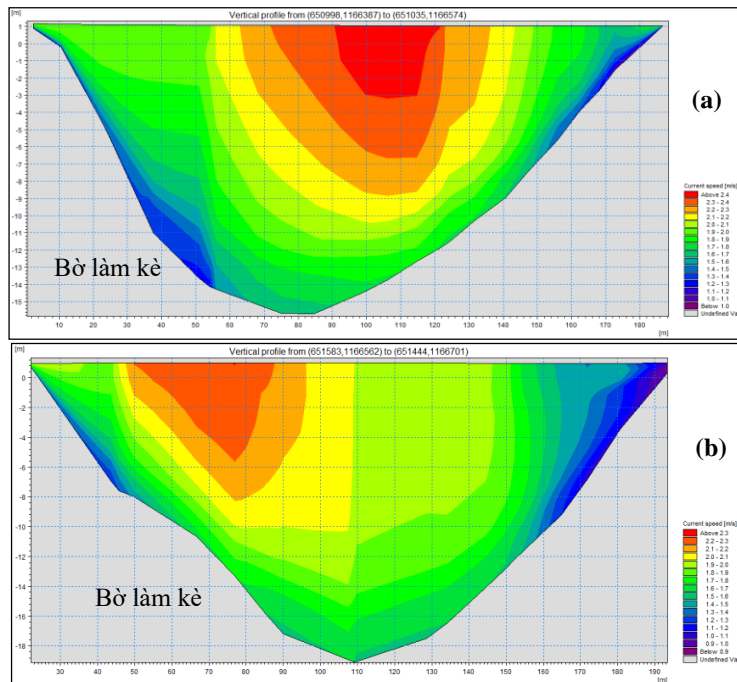 [m] Vertical profile from (650998,1166387) to (651035,1166574)
1
0
-1
-2
-3
-4
-5
-6
-7
-8
-9
-10
-11
-12
-13
-14
-15
10 20 30 40 50 60 70 80 90 100 110 120 130 140 150 160 170 180
[m]
Bờ làm kè
(a)
Current speed [m/s]
Above 2.4
2.3 - 2.4
2.2 - 2.3
2.1 - 2.2
2.0 - 2.1
1.9 - 2.0
1.8 - 1.9
1.7 - 1.8
1.6 - 1.7
1.5 - 1.6
1.4 - 1.5
1.3 - 1.4
1.2 - 1.3
1.1 - 1.2
1.0 - 1.1
Below 1.0
Undefined Va
[m] Vertical profile from (651583,1166562) to (651444,1166701)
0
-2
-4
-6
-8
-10
-12
-14
-16
-18
30 40 50 60 70 80 90 100 110 120 130 140 150 160 170 180 190
[m]
Bờ làm kè
(b)
Current speed [m/s]
Above 2.3
2.2 - 2.3
2.1 - 2.2
2.0 - 2.1
1.9 - 2.0
1.8 - 1.9
1.7 - 1.8
1.6 - 1.7
1.5 - 1.6
1.4 - 1.5
1.3 - 1.4
1.2 - 1.3
1.1 - 1.2
1.0 - 1.1
0.9 - 1.0
Below 0.9
Undefined Va